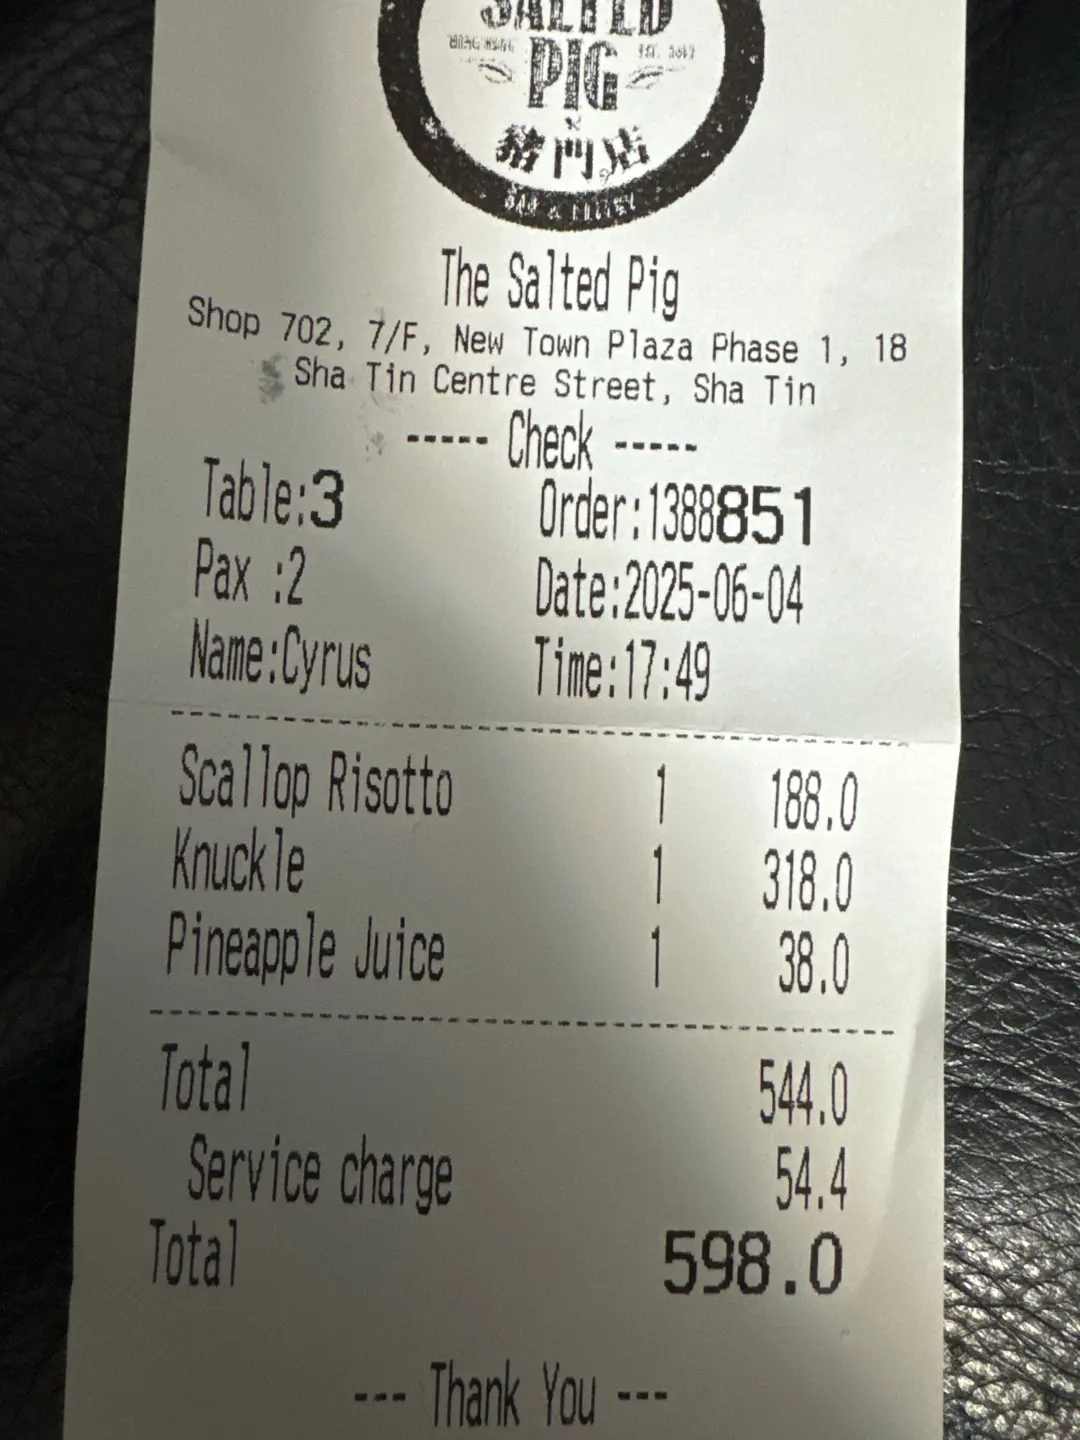 SALTED
PIG
The Salted Pig
Shop 702, 7/F, New Town Plaza Phase 1, 18
Sha Tin Centre Street, Sha Tin
----- Check -----
Table:3 Order:1388851
Pax :2 Date:2025-06-04
Name:Cyrus Time:17:49
Scallop Risotto 1 188.0
Knuckle 1 318.0
Pineapple Juice 1 38.0
Total 544.0
Service charge 54.4
Total 598.0
--- Thank You ---